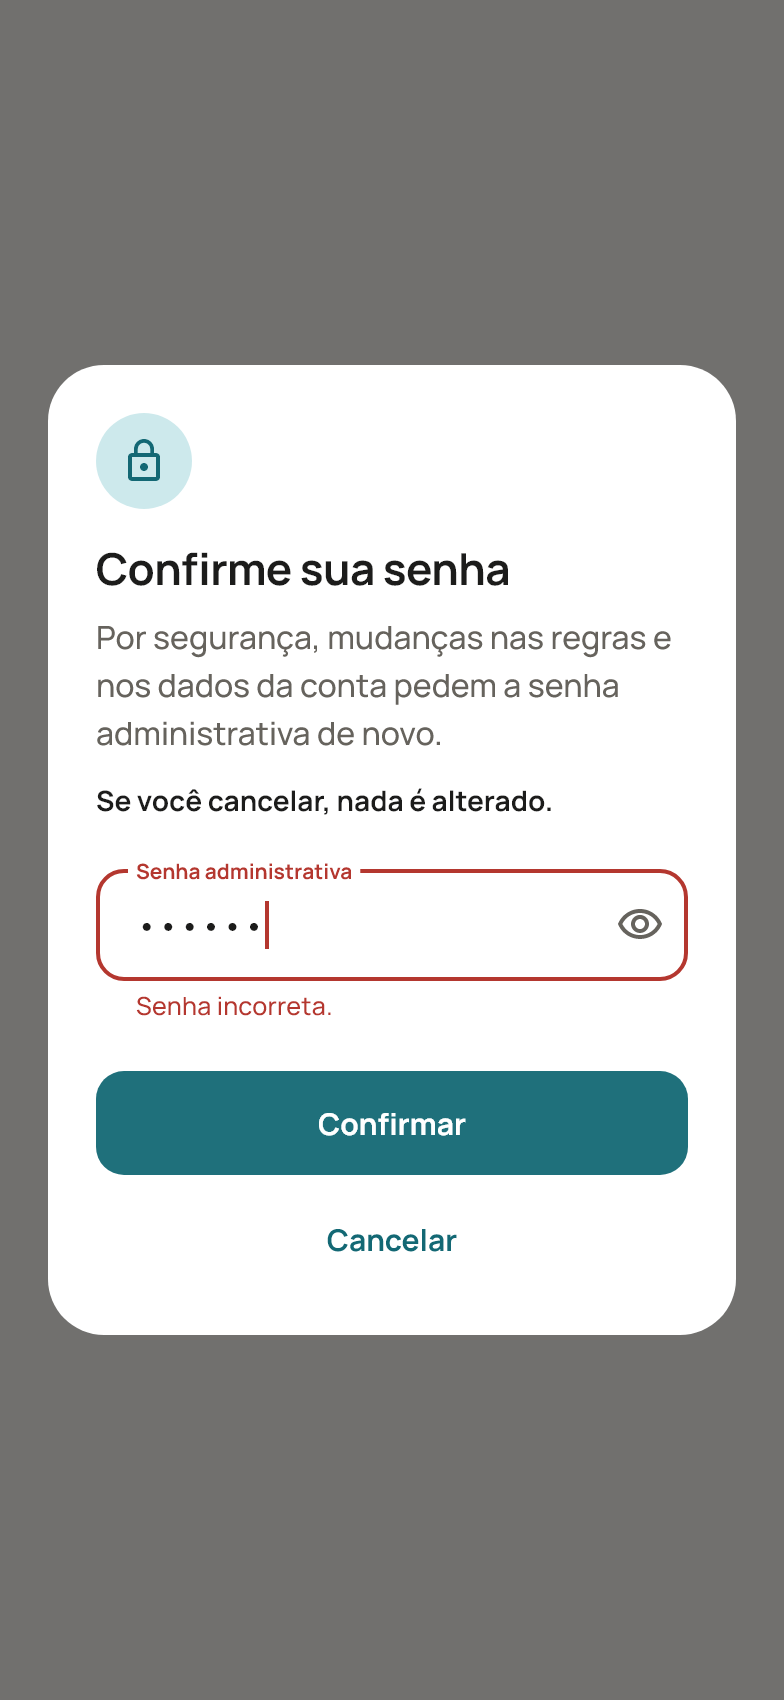 Confirme sua senha
Por segurança, mudanças nas regras e
nos dados da conta pedem a senha
administrativa de novo.
Se você cancelar, nada é alterado.
Senha administrativa
••••••
Senha incorreta.
Confirmar
Cancelar